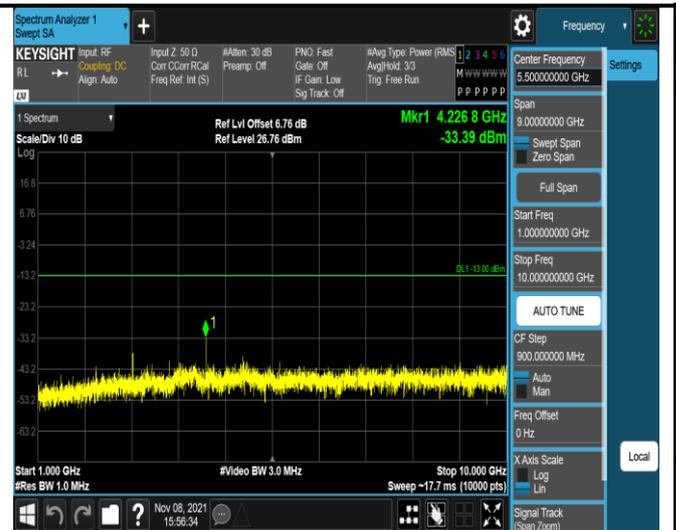 Spectrum Analyzer 1
Swept SA
Frequency
KEYSIGHT
RL
Input: RF
Coupling: DC
Align: Auto
Input Z: 50 Ω
Corr CCorr RCal
Freq Ref: Int (S)
#Atten: 30 dB
Preamp: Off
PNO: Fast
Gate: Off
IF Gain: Low
Sig Track: Off
#Avg Type: Power (RMS
Avg|Hold: 3/3
Trig: Free Run
1 2 3 4 5 6
M W W W W W
P P P P P P
LXI
Center Frequency
5.500000000 GHz
Settings
Span
9.00000000 GHz
Swept Span
Zero Span
Full Span
Start Freq
1.000000000 GHz
Stop Freq
10.000000000 GHz
AUTO TUNE
CF Step
900.000000 MHz
Auto
Man
Freq Offset
0 Hz
X Axis Scale
Log
Lin
Local
Signal Track
(Span Zoom)
1 Spectrum
Scale/Div 10 dB
Log
Ref Lvl Offset 6.76 dB
Ref Level 26.76 dBm
Mkr1 4.226 8 GHz
-33.39 dBm
16.8
6.76
-3.24
-13.2
-23.2
-33.2
-43.2
-53.2
-63.2
DL1 -13.00 dBm
1
Start 1.000 GHz
#Res BW 1.0 MHz
#Video BW 3.0 MHz
Stop 10.000 GHz
Sweep ~17.7 ms (10000 pts)
?
Nov 08, 2021
15:56:34